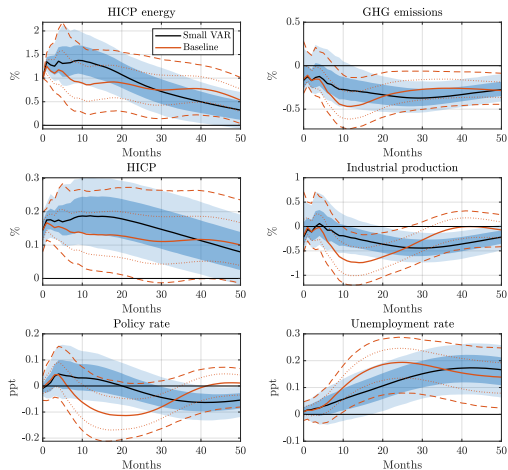 HICP energy
2
1.5
1
0.5
0
%
0 10 20 30 40 50
Months
Small VAR
Baseline
GHG emissions
0.5
0
-0.5
%
0 10 20 30 40 50
Months
HICP
0.3
0.2
0.1
0
%
0 10 20 30 40 50
Months
Industrial production
1
0.5
0
-0.5
-1
%
0 10 20 30 40 50
Months
Policy rate
0.2
0.1
0
-0.1
-0.2
ppt
0 10 20 30 40 50
Months
Unemployment rate
0.3
0.2
0.1
0
-0.1
ppt
0 10 20 30 40 50
Months